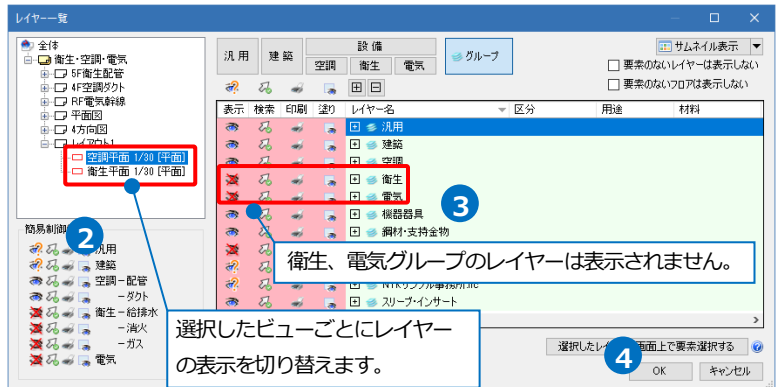 レイヤー一覧
全体
衛生・空調・電気
5F衛生配管
4F空調ダクト
RF電気幹線
平面図
4方向図
レイアウト1
空調平面 1/30 [平面]
衛生平面 1/30 [平面]
簡易制御
2
汎用
建築
空調－配管
－ダクト
衛生－給排水
－消火
－ガス
電気
汎用
建築
設備
空調
衛生
電気
グループ
サムネイル表示
要素のないレイヤーは表示しない
要素のないフロアは表示しない
表示 検索 印刷 塗り レイヤー名 区分 用途 材料
汎用
建築
空調
衛生
電気
機器器具
鋼材・支持金物
3
衛生、電気グループのレイヤーは表示されません。
スリーブ・インサート
選択したビューごとにレイヤー
の表示を切り替えます。
画面上で要素選択する
4
OK
キャンセル